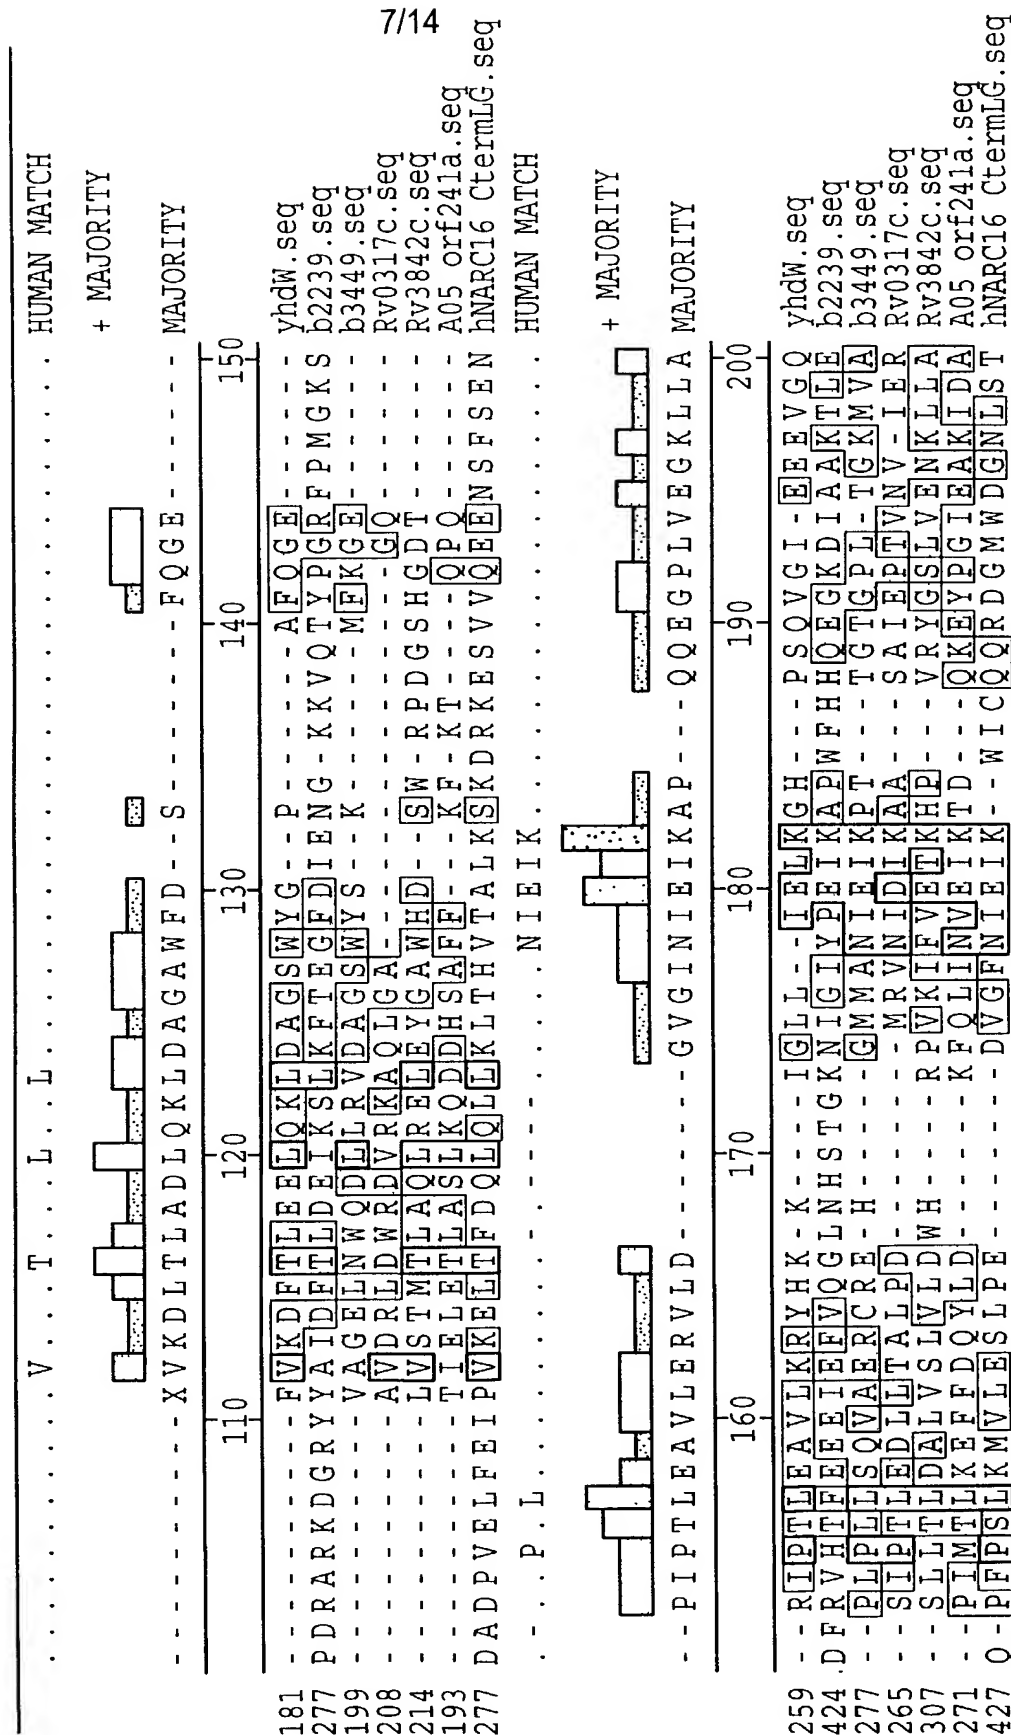 7/14
. . . . . . . . . . . V . . . T . . . L . . L . . . . . . . . . . . . . . . . . . . . . . . . . . . HUMAN MATCH
+ MAJORITY
- - - - - - - - - - X V K D L T L A D L Q K L D A G A W F D - - S - - - - - - - F Q G E - - - - - - MAJORITY
110 120 130 140 150
181 - - - - - - - - - - F V K D F T L E E L Q K L D A G S W Y G - - P - - - - - - A F Q G E - - - - - - yhdW.seq
277 P D R A R K D G R Y Y A I D F T L D E I K S L K F T E G F D I E N G - K K V Q T Y P G R F P M G K S b2239.seq
199 - - - - - - - - - - V A G E L N W Q D L L R V D A G S W Y S - - K - - - - - - M F K G E - - - - - - b3449.seq
208 - - - - - - - - - - A V D R L D W R D V R K A Q L G A - - - - - - - - - - - - - - - G Q - - - - - - Rv0317c.seq
214 - - - - - - - - - - L V S T M T L A Q L R E L E Y G A W H D - - S W - R P D G S H G D T - - - - - - Rv3842c.seq
193 - - - - - - - - - - T I E L E T L A S L K Q D D H S A F F - - - K F - K T - - - - Q P Q - - - - - - A05 orf241a.seq
277 D A D P V E L F E I P V K E L T F D Q L Q L L K L T H V T A L K S K D R K E S V V Q E E N S F S E N hNARC16 CtermLG.seq
. - . . P . L . . . . . . . . . - - - - - - - . . . . N I E I K . . . . . . . . . . . . . . . . . . HUMAN MATCH
+ MAJORITY
- - P I P T L E A V L E R V L D - - - - - - - G V G I N I E I K A P - - - Q Q E G P L V E G K L L A MAJORITY
160 170 180 190 200
259 - - R I P T L E A V L K R Y H K - K - - - - I G L L - - I E L K G H - - - P S Q V G I - E E E V G Q yhdW.seq
424 D F R V H T F E E E I E F V Q G L N H S T G K N I G I Y P E I K A P W F H H Q E G K D I A A K T L E b2239.seq
277 - - P L P L L S Q V A E R C R E - H - - - - - G M M A N I E I K P T - - - T G T G P L - T G K M V A b3449.seq
265 - - S I P T L E D L L T A L P D - - - - - - - - M R V N I D I K A A - - - S A I E P T V N V - I E R Rv0317c.seq
307 - - S L L T L D A L V S L V L D W H - - - - R P V K I F V E T K H P - - - V R Y G S L V E N K L L A Rv3842c.seq
271 - - P I M T L K E F F D Q Y L D - - - - - - K F Q L I N V E I K T D - - - Q K E Y P G I E A K I D A A05 orf241a.seq
427 Q - P F P S L K M V L E S L P E - - - - - - - D V G F N I E I K - - W I C Q Q R D G M W D G N L S T hNARC16 CtermLG.seq